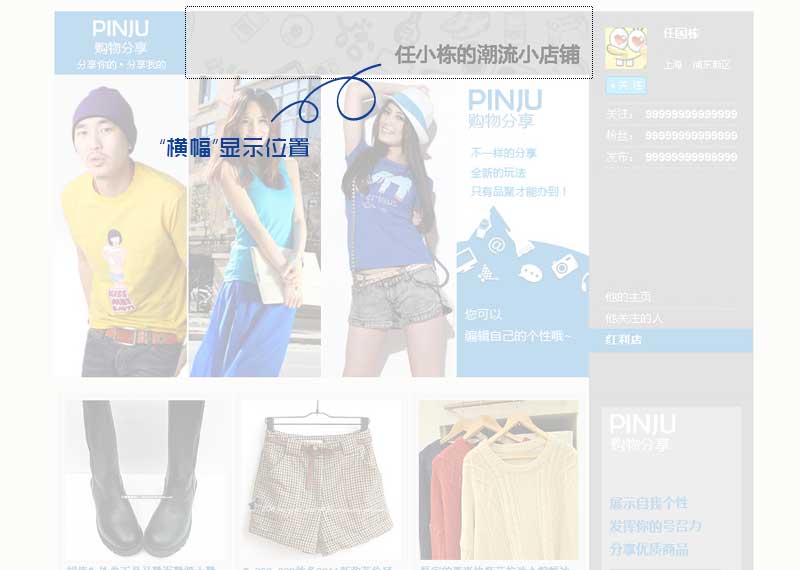 PINJU
购物分享
分享你的·分享我的
任小栋的潮流小店铺
"横幅"显示位置
PINJU
购物分享
不一样的分享
全新的玩法
只有品聚才能办到！
您可以
编辑自己的个性哦~
任园栋
上海 浦东新区
+关注
关注： 99999999999999
粉丝： 99999999999999
发布： 99999999999999
他的主页
他关注的人
红利店
PINJU
购物分享
展示自我个性
发挥你的号召力
分享优质商品